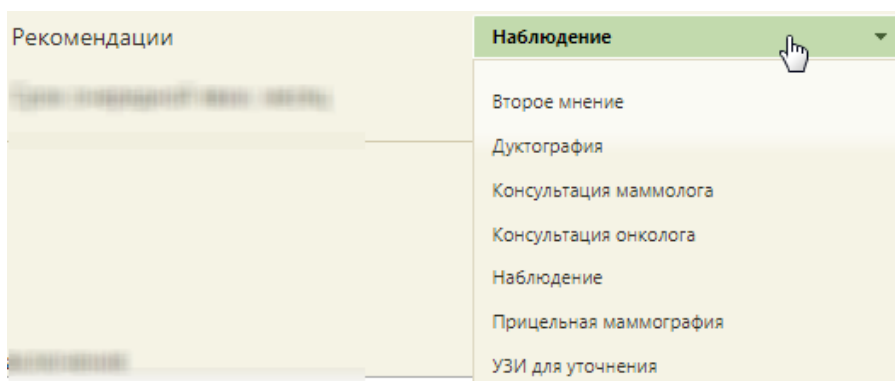 Рекомендации
Наблюдение
Второе мнение
Дуктография
Консультация маммолога
Консультация онколога
Наблюдение
Прицельная маммография
УЗИ для уточнения